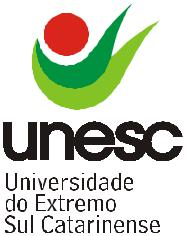 unesc
Universidade
do Extremo
Sul Catarinense